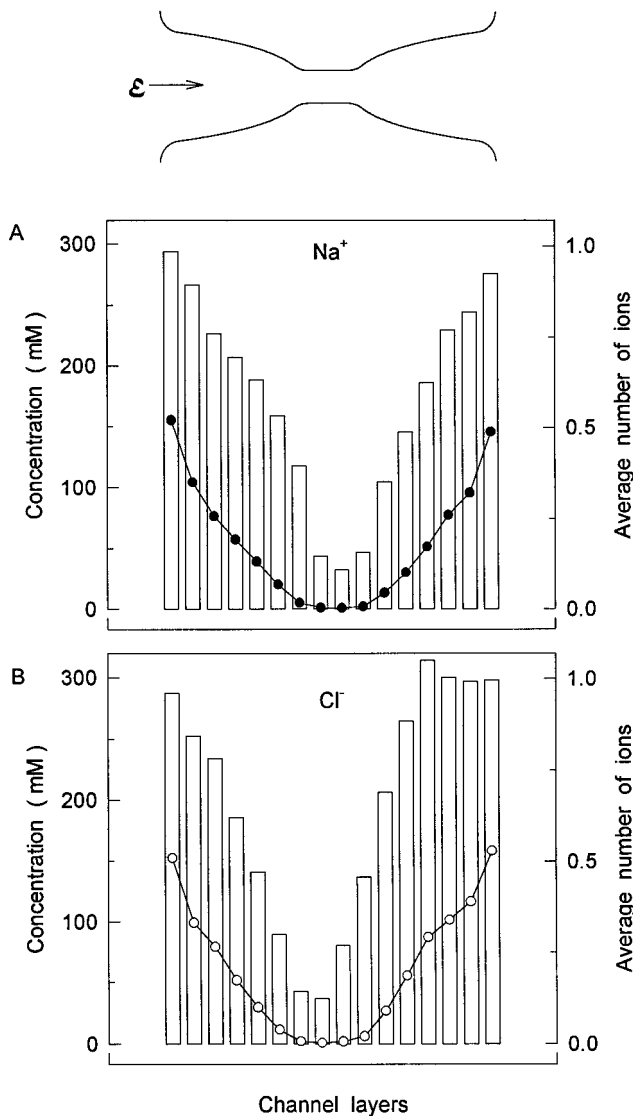 ε
A
Na⁺
300
200
100
0
Concentration ( mM )
1.0
0.5
0.0
Average number of ions
B
Cl⁻
300
200
100
0
Concentration ( mM )
1.0
0.5
0.0
Average number of ions
Channel layers